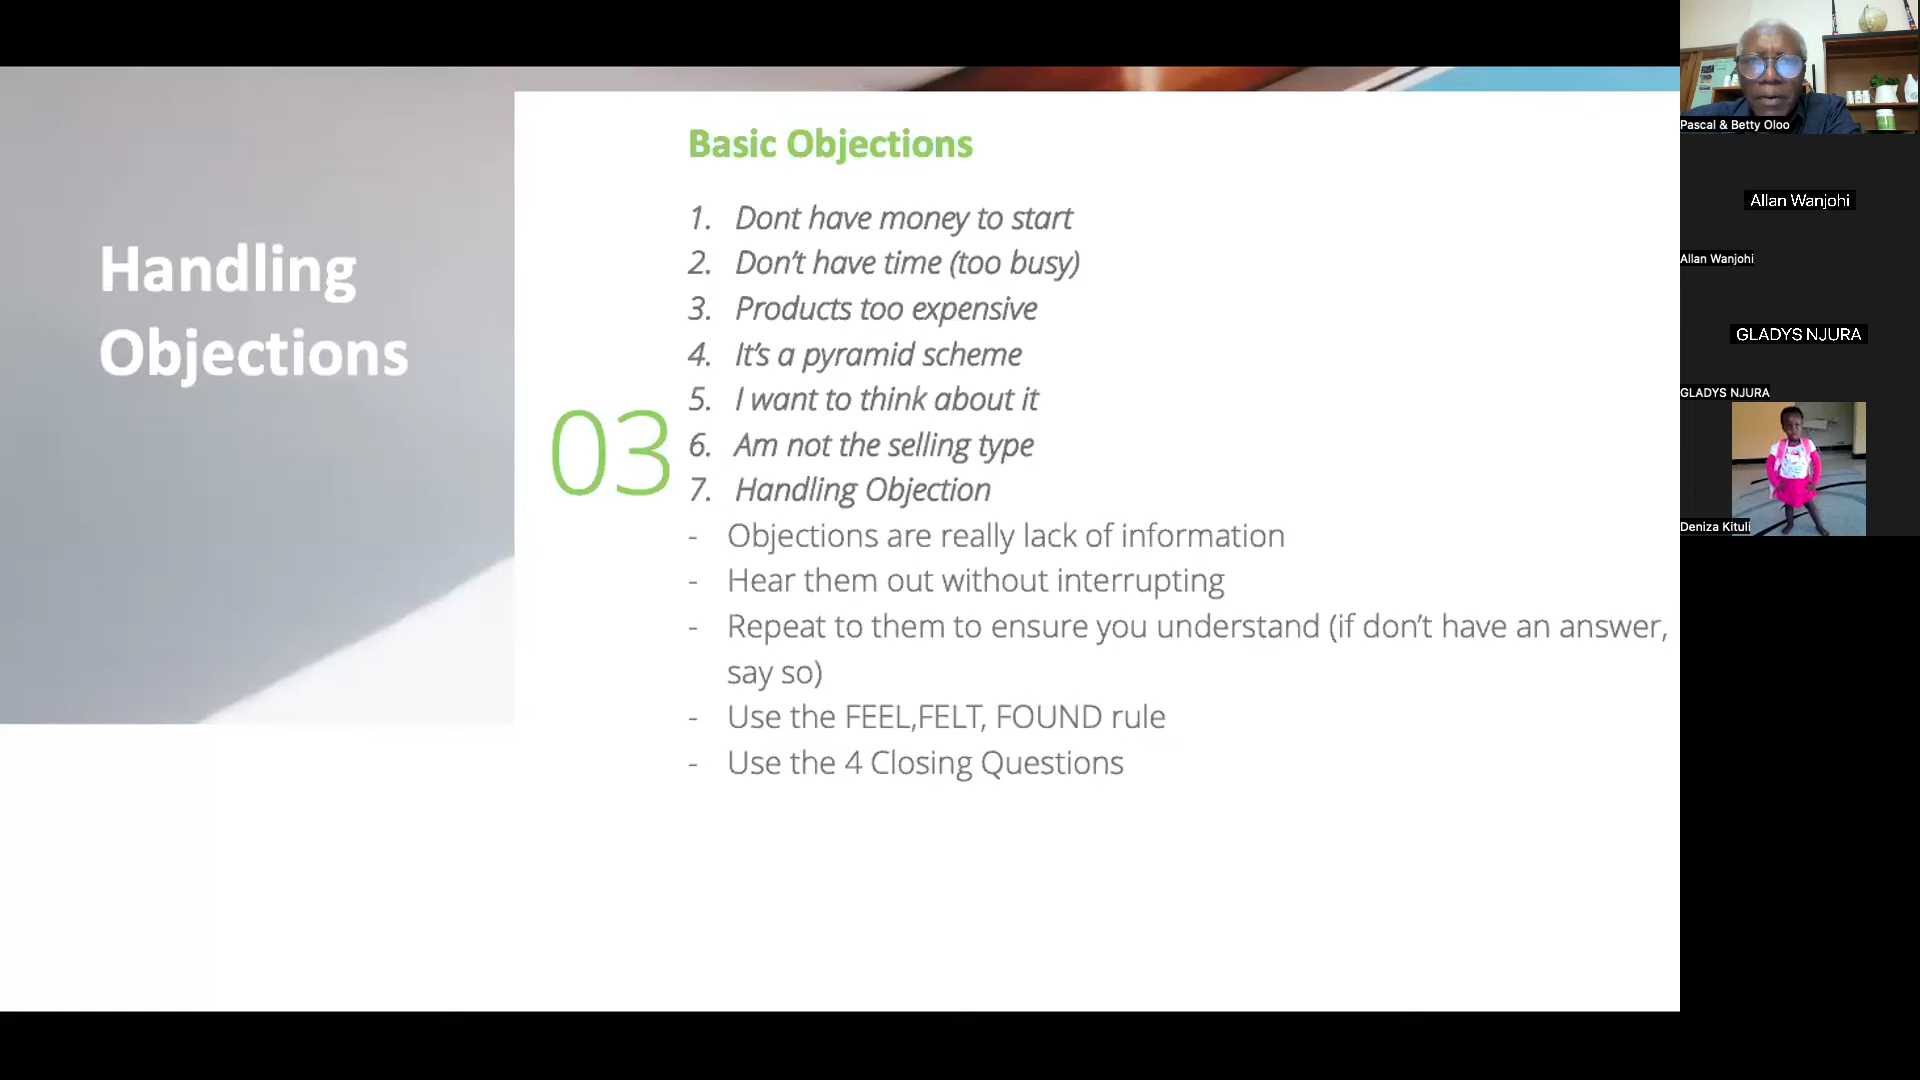 Handling
Objections
03
Basic Objections
1. Dont have money to start
2. Don't have time (too busy)
3. Products too expensive
4. It's a pyramid scheme
5. I want to think about it
6. Am not the selling type
7. Handling Objection
- Objections are really lack of information
- Hear them out without interrupting
- Repeat to them to ensure you understand (if don't have an answer,
say so)
- Use the FEEL,FELT, FOUND rule
- Use the 4 Closing Questions
Pascal & Betty Oloo
Allan Wanjohi
Allan Wanjohi
GLADYS NJURA
GLADYS NJURA
Deniza Kituli